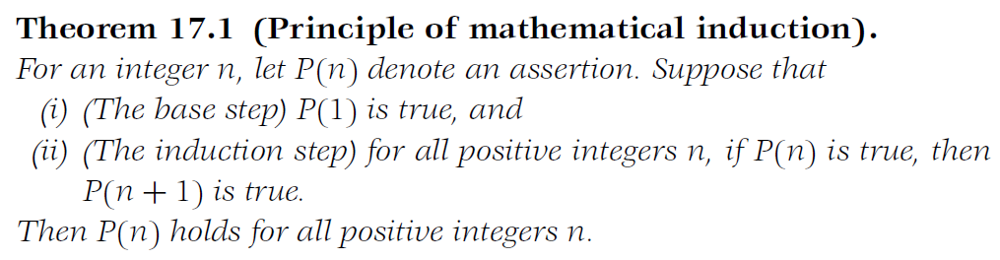 Theorem 17.1 (Principle of mathematical induction).
For an integer n, let P(n) denote an assertion. Suppose that
(i) (The base step) P(1) is true, and
(ii) (The induction step) for all positive integers n, if P(n) is true, then
P(n + 1) is true.
Then P(n) holds for all positive integers n.